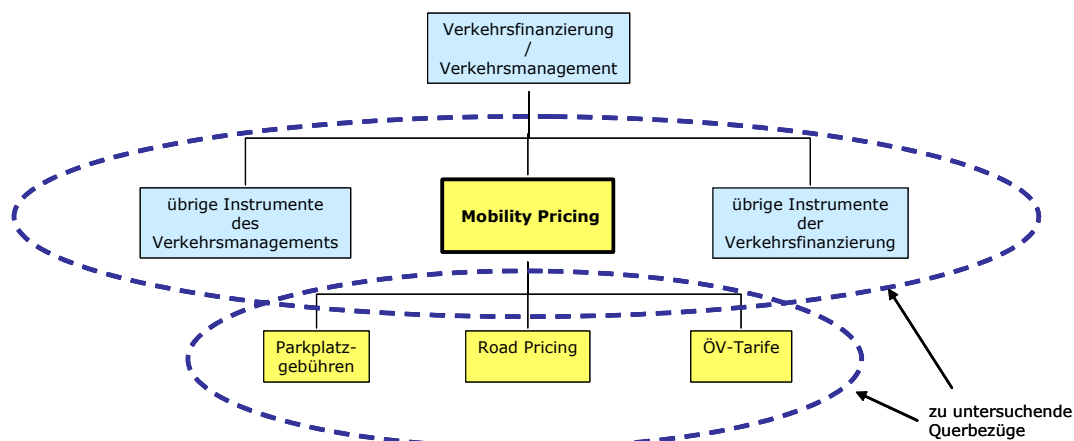 Verkehrsfinanzierung
/
Verkehrsmanagement
übrige Instrumente
des
Verkehrsmanagements
Mobility Pricing
übrige Instrumente
der
Verkehrsfinanzierung
Parkplatz-
gebühren
Road Pricing
ÖV-Tarife
zu untersuchende
Querbezüge